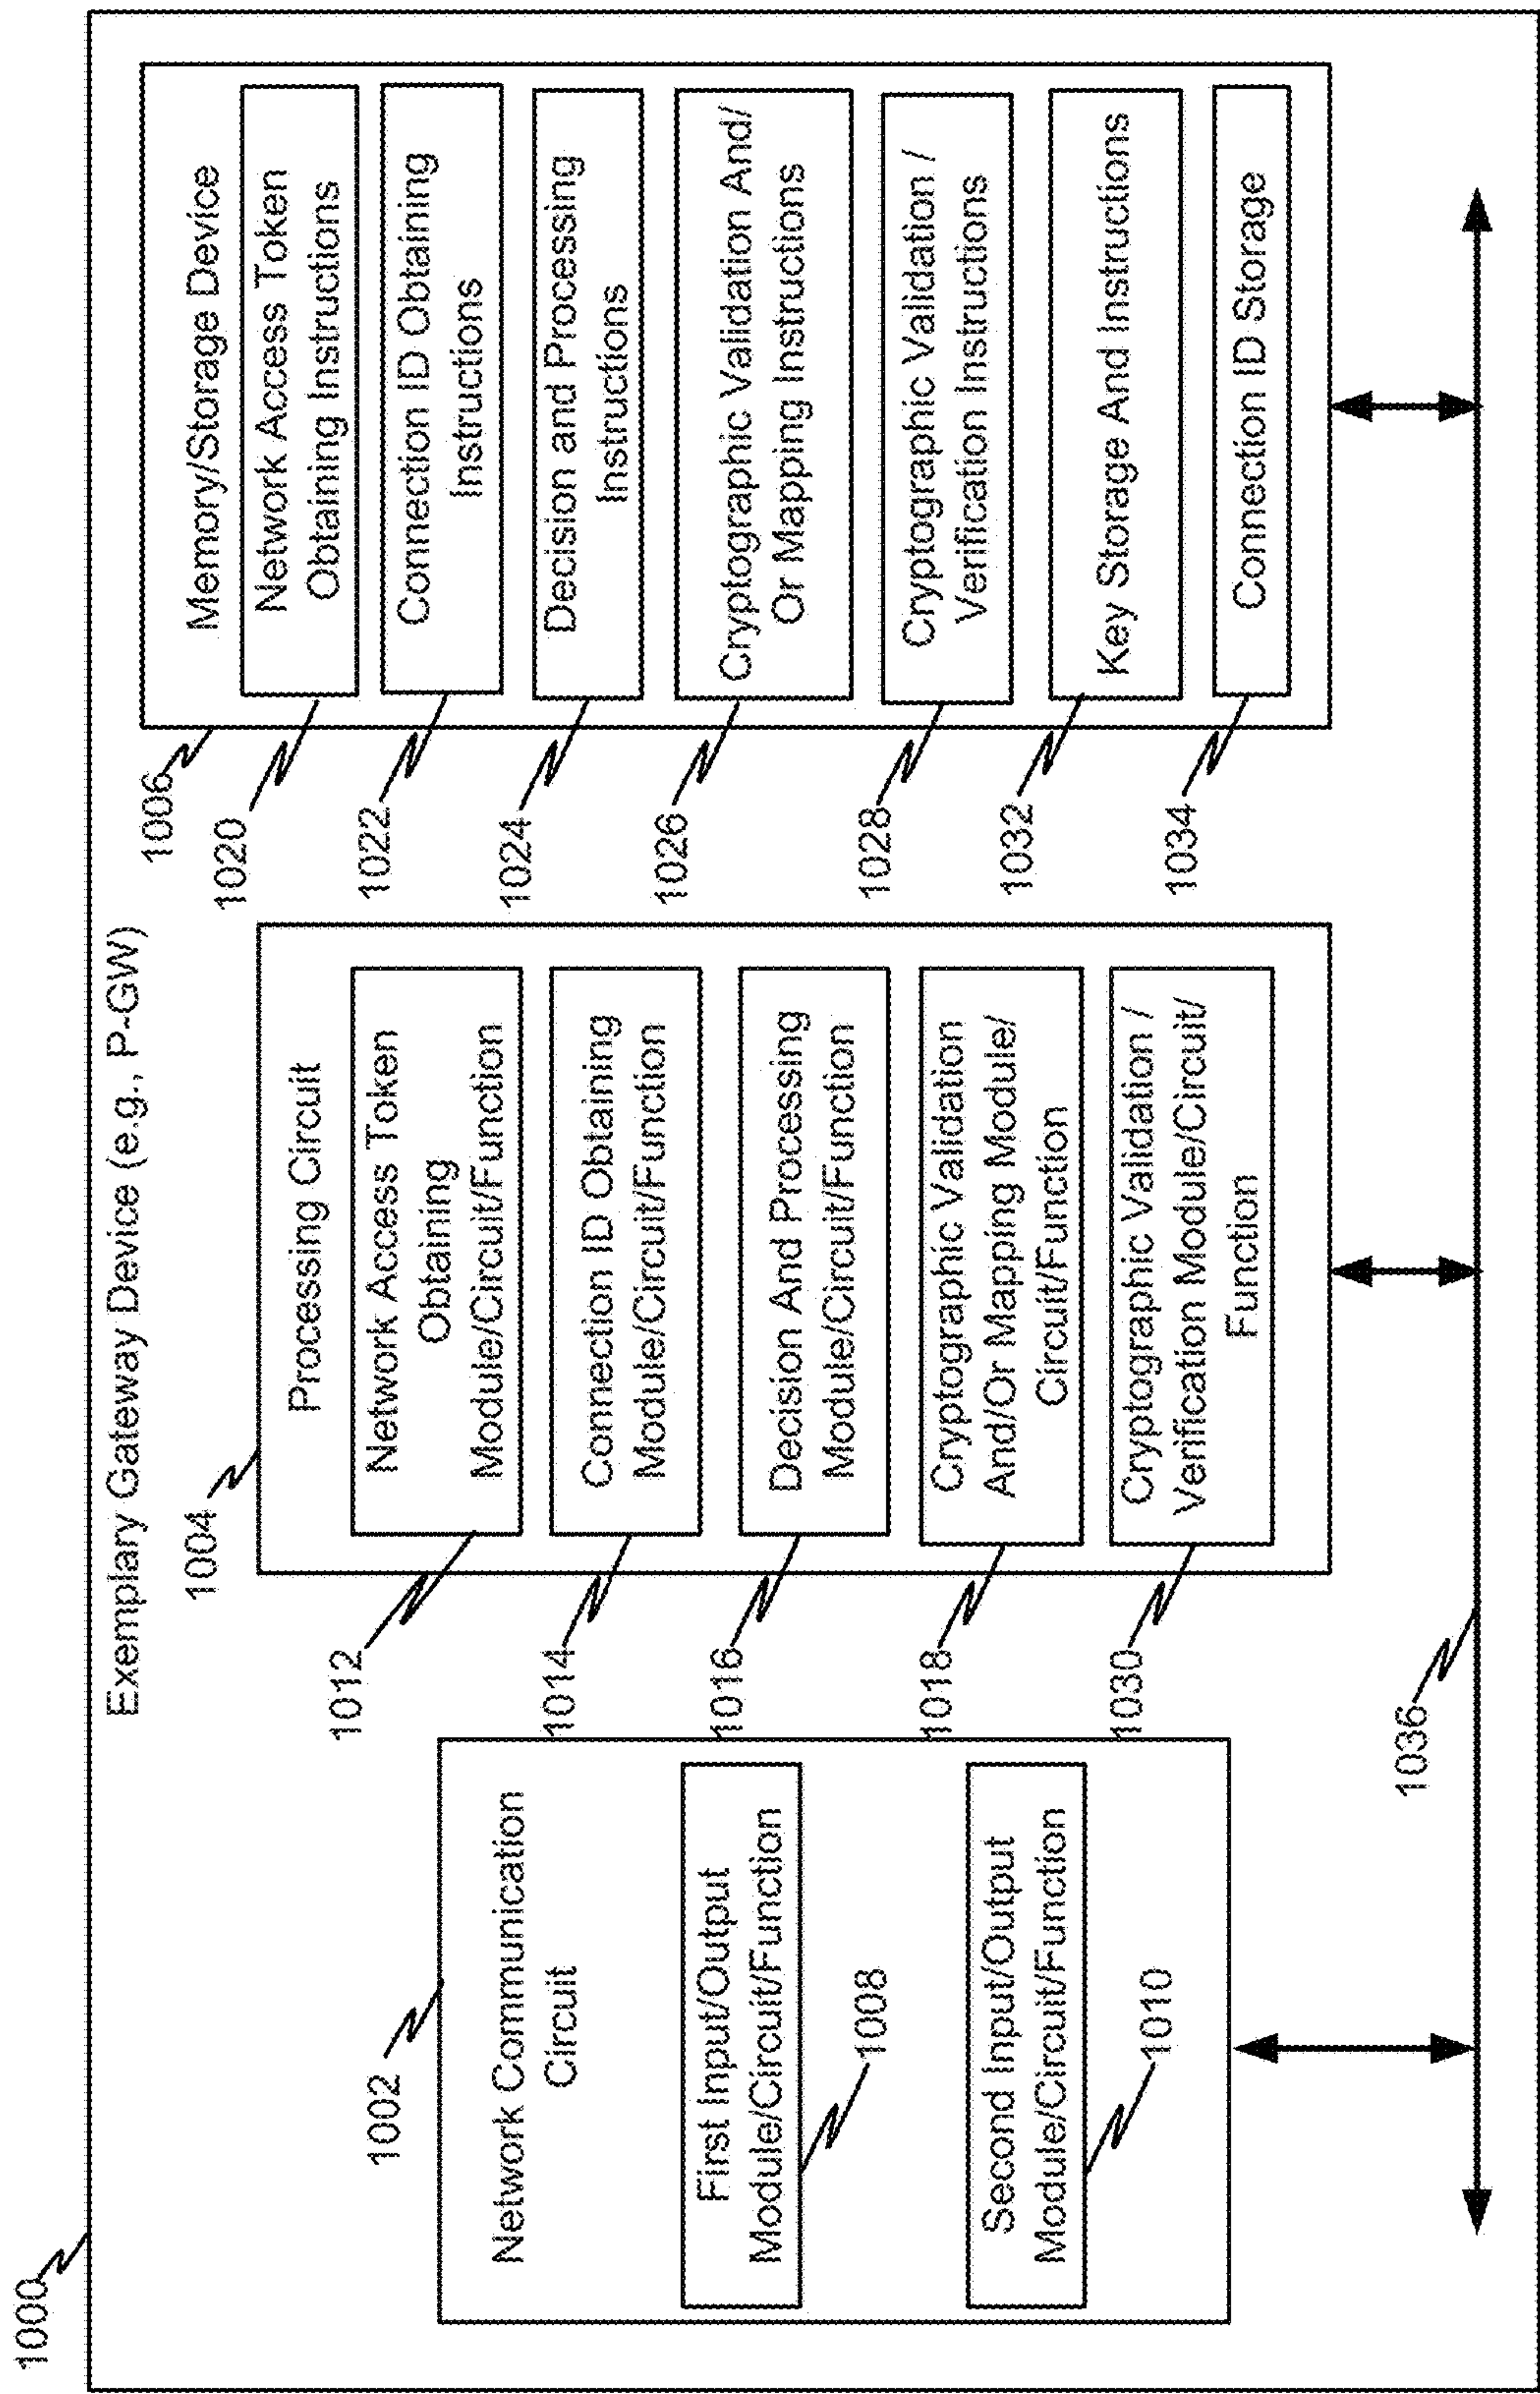 1000
Exemplary Gateway Device (e.g., P-GW)
1002
Network Communication
Circuit
First Input/Output
Module/Circuit/Function
1008
Second Input/Output
Module/Circuit/Function
1010
1004
Processing Circuit
1012
Network Access Token
Obtaining
Module/Circuit/Function
1014
Connection ID Obtaining
Module/Circuit/Function
1016
Decision And Processing
Module/Circuit/Function
1018
Cryptographic Validation
And/Or Mapping Module/
Circuit/Function
1030
Cryptographic Validation /
Verification Module/Circuit/
Function
1006
Memory/Storage Device
1020
Network Access Token
Obtaining Instructions
1022
Connection ID Obtaining
Instructions
1024
Decision and Processing
Instructions
1026
Cryptographic Validation And/
Or Mapping Instructions
1028
Cryptographic Validation /
Verification Instructions
1032
Key Storage And Instructions
1034
Connection ID Storage
1036